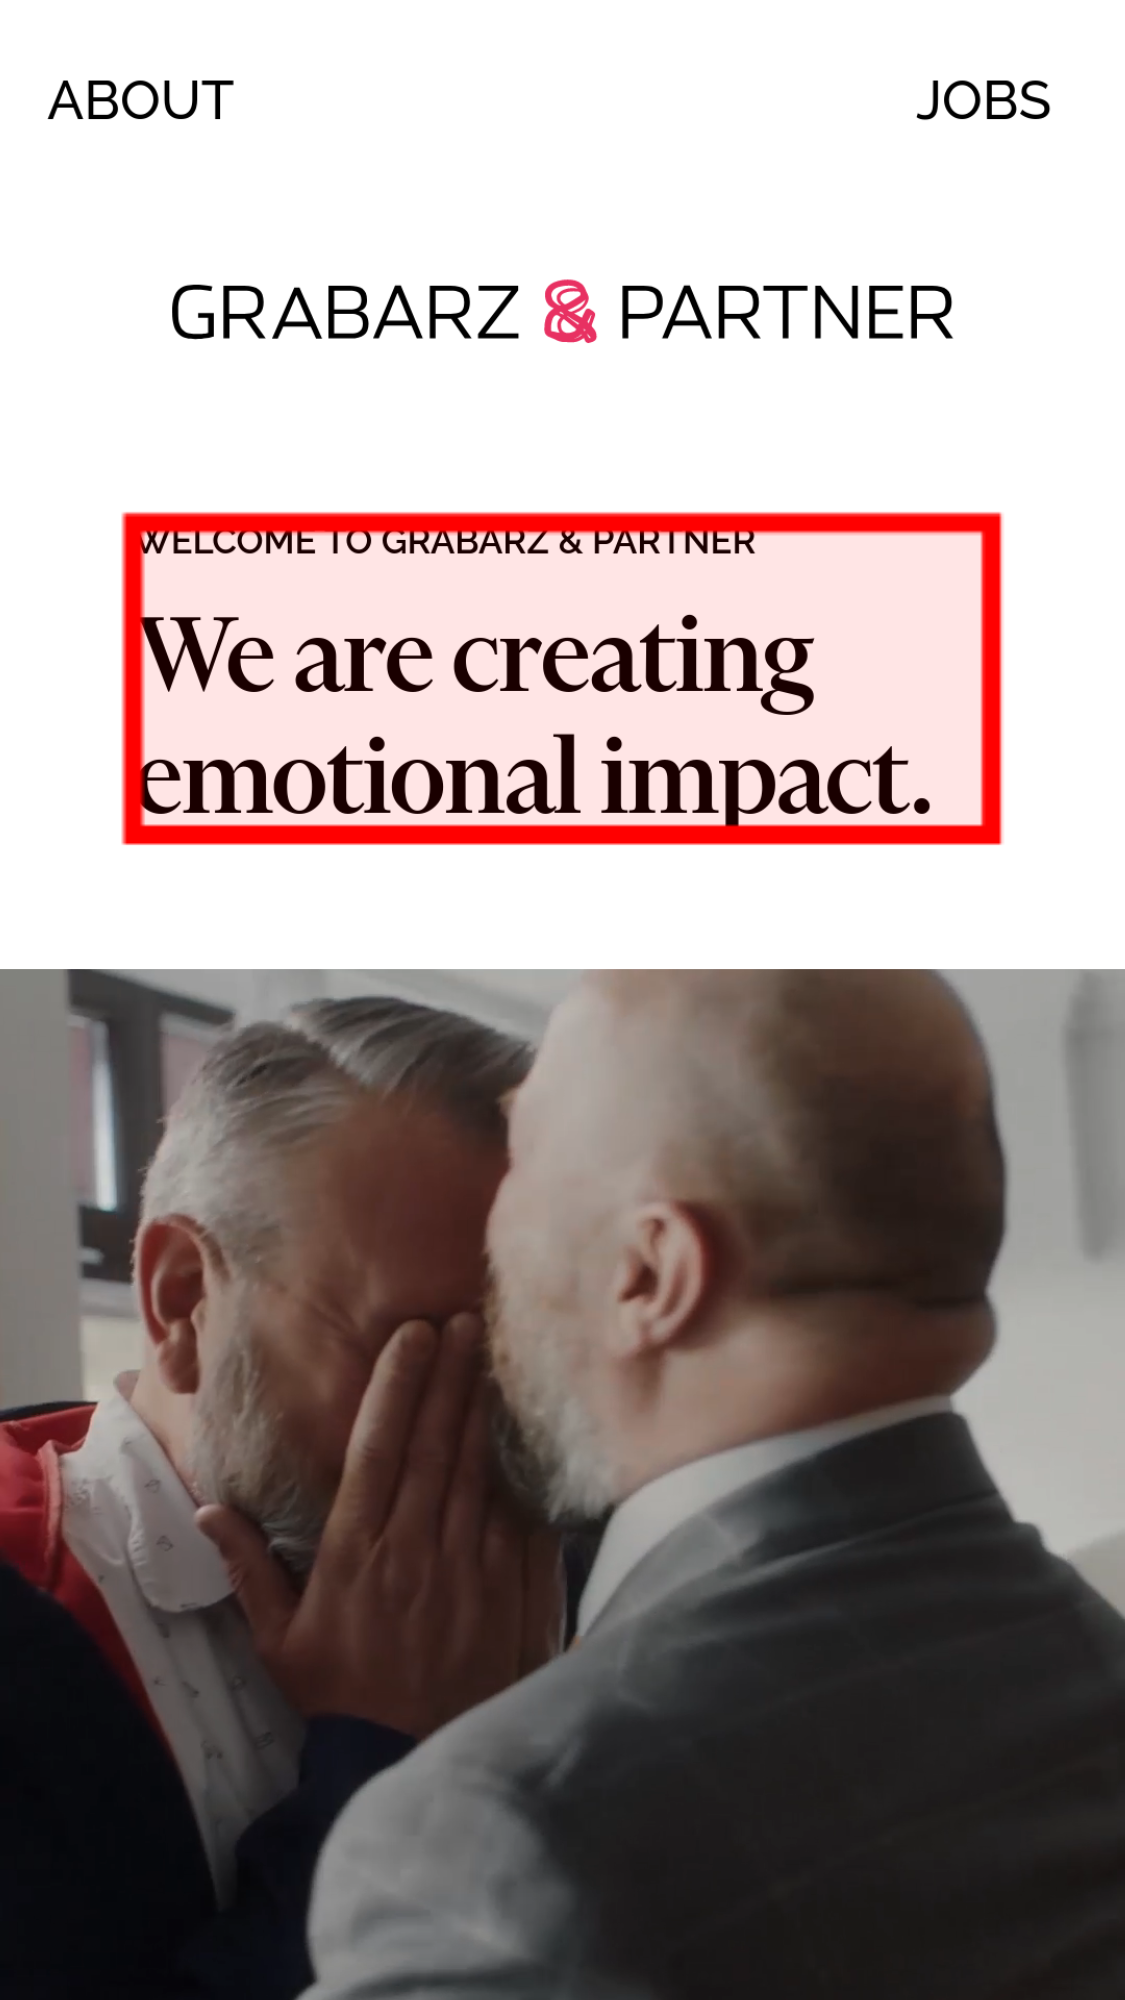 ABOUT
JOBS
GRABARZ & PARTNER
WELCOME TO GRABARZ & PARTNER
We are creating
emotional impact.